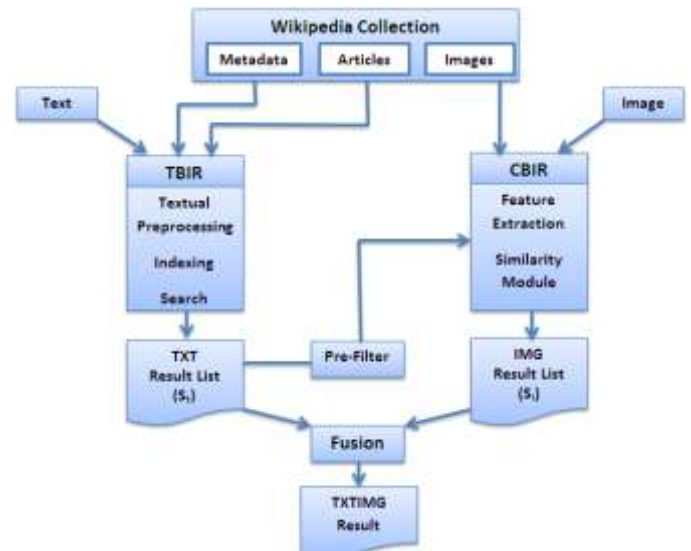 Wikipedia Collection
Metadata
Articles
Images
Text
Image
TBIR
Textual
Preprocessing
Indexing
Search
CBIR
Feature
Extraction
Similarity
Module
TXT
Result List
Pre-Filter
IMG
Result List
Fusion
TXTIMG
Result